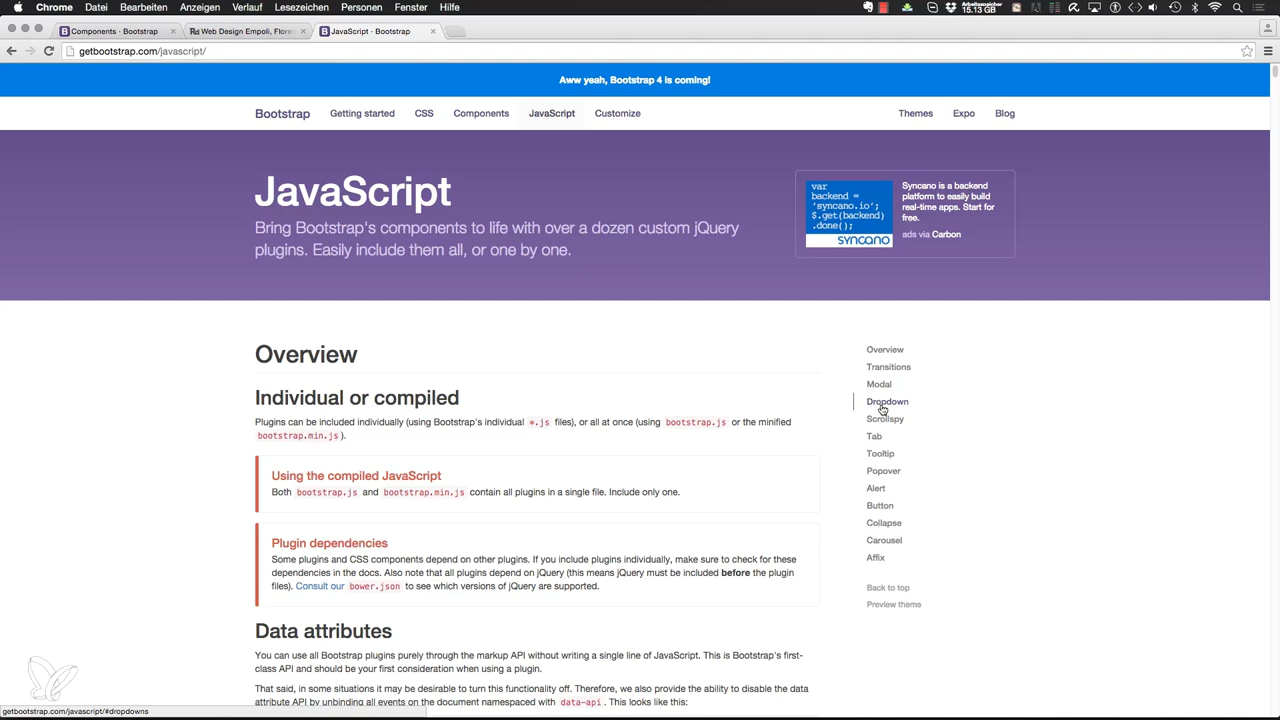 Chrome Datei Bearbeiten Anzeigen Verlauf Lesezeichen Personen Fenster Hilfe
Arbeitsspeicher
15.13 GB
Components · Bootstrap
Web Design Empoli, Flore
JavaScript · Bootstrap
getbootstrap.com/javascript/
Aww yeah, Bootstrap 4 is coming!
Bootstrap Getting started CSS Components JavaScript Customize Themes Expo Blog
JavaScript
Bring Bootstrap's components to life with over a dozen custom jQuery
plugins. Easily include them all, or one by one.
var
backend =
'syncano.io';
$.get(backend)
.done();
SYNCANO
Syncano is a backend
platform to easily build
real-time apps. Start for
free.
ads via Carbon
Overview
Individual or compiled
Plugins can be included individually (using Bootstrap's individual *.js files), or all at once (using bootstrap.js or the minified
bootstrap.min.js ).
Using the compiled JavaScript
Both bootstrap.js and bootstrap.min.js contain all plugins in a single file. Include only one.
Plugin dependencies
Some plugins and CSS components depend on other plugins. If you include plugins individually, make sure to check for these
dependencies in the docs. Also note that all plugins depend on jQuery (this means jQuery must be included before the plugin
files). Consult our bower.json to see which versions of jQuery are supported.
Data attributes
You can use all Bootstrap plugins purely through the markup API without writing a single line of JavaScript. This is Bootstrap's first-
class API and should be your first consideration when using a plugin.
That said, in some situations it may be desirable to turn this functionality off. Therefore, we also provide the ability to disable the data
attribute API by unbinding all events on the document namespaced with data-api . This looks like this:
Overview
Transitions
Modal
Dropdown
Scrollspy
Tab
Tooltip
Popover
Alert
Button
Collapse
Carousel
Affix
Back to top
Preview theme
getbootstrap.com/javascript/#dropdowns